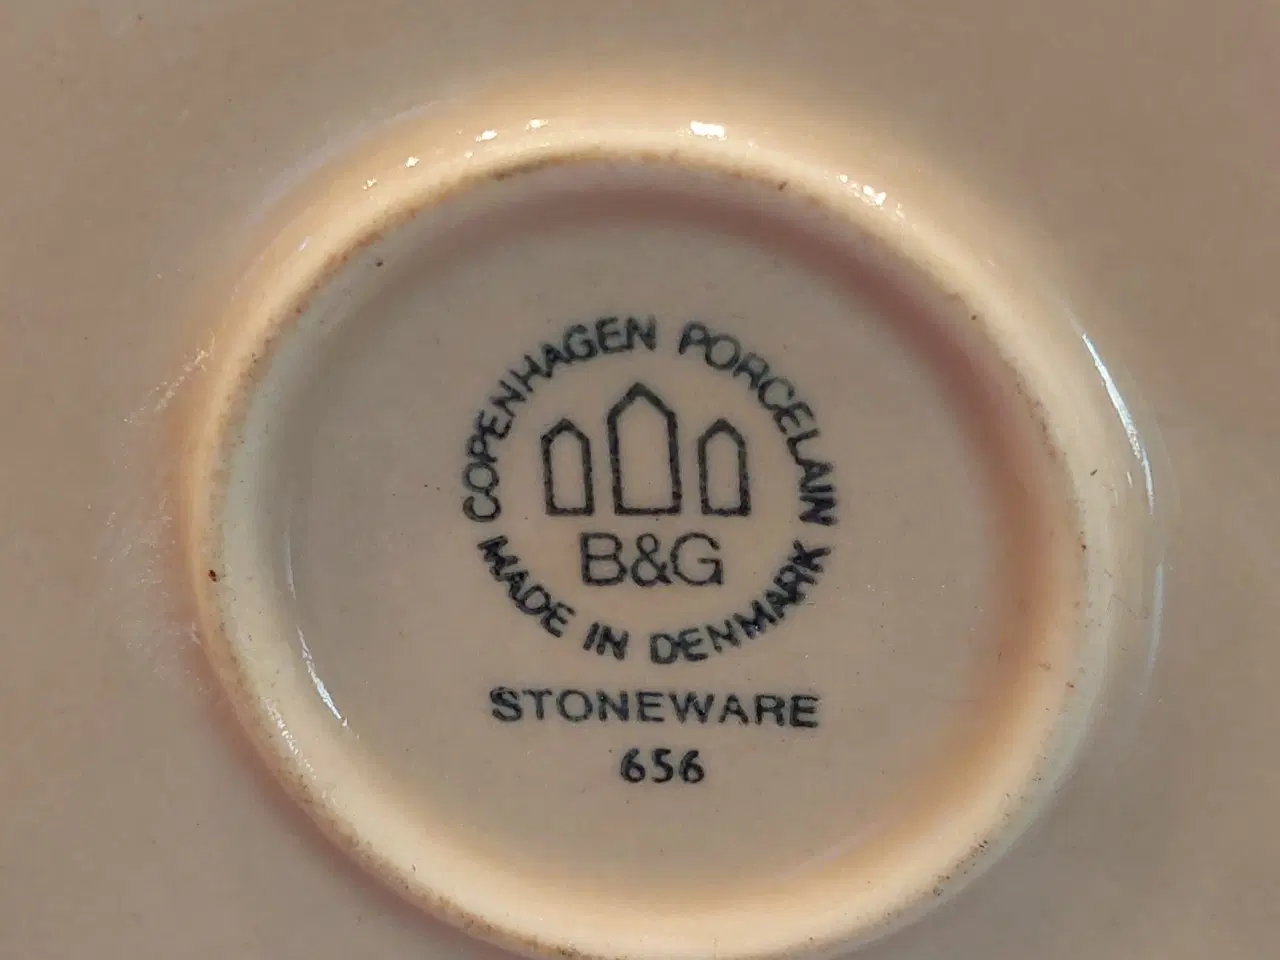 COPENHAGEN PORCELAIN
B&G
MADE IN DENMARK
STONEWARE
656